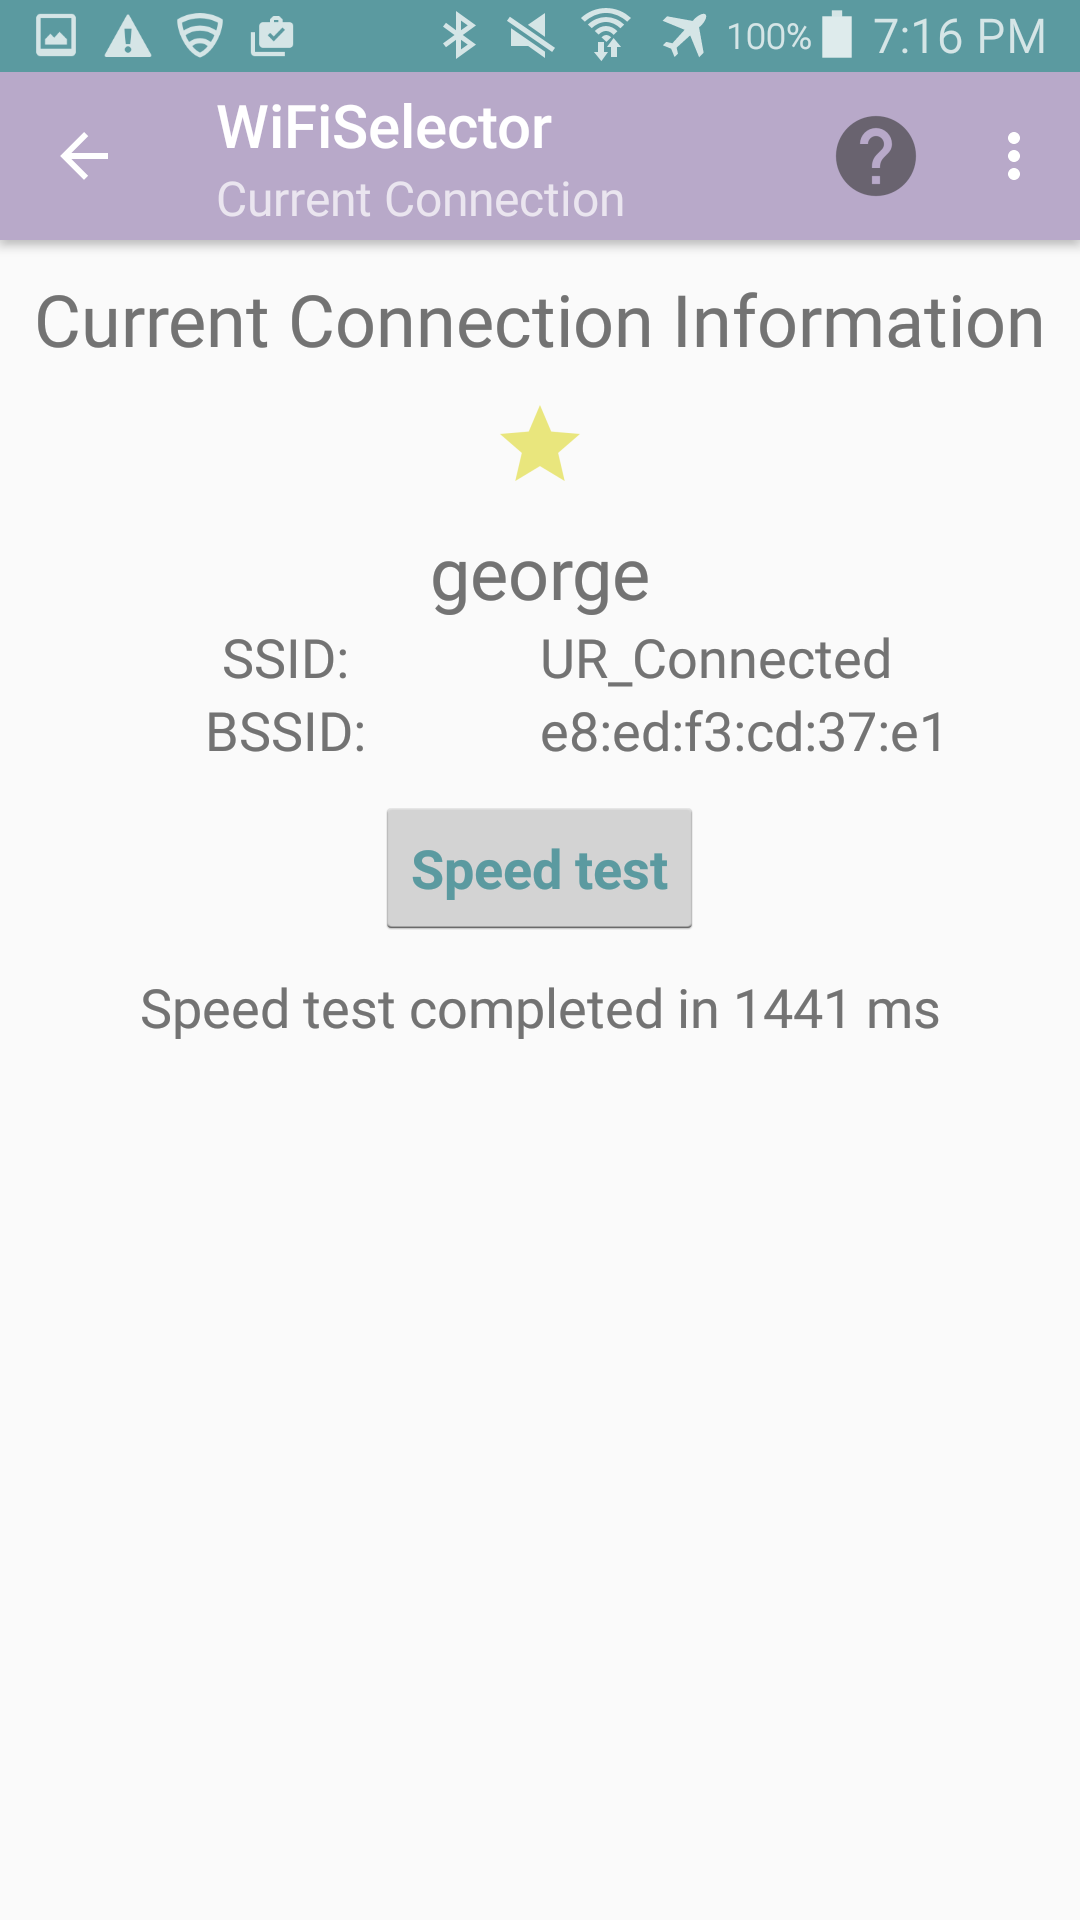 100% 7:16 PM
WiFiSelector
Current Connection
Current Connection Information
george
SSID: UR_Connected
BSSID: e8:ed:f3:cd:37:e1
Speed test
Speed test completed in 1441 ms